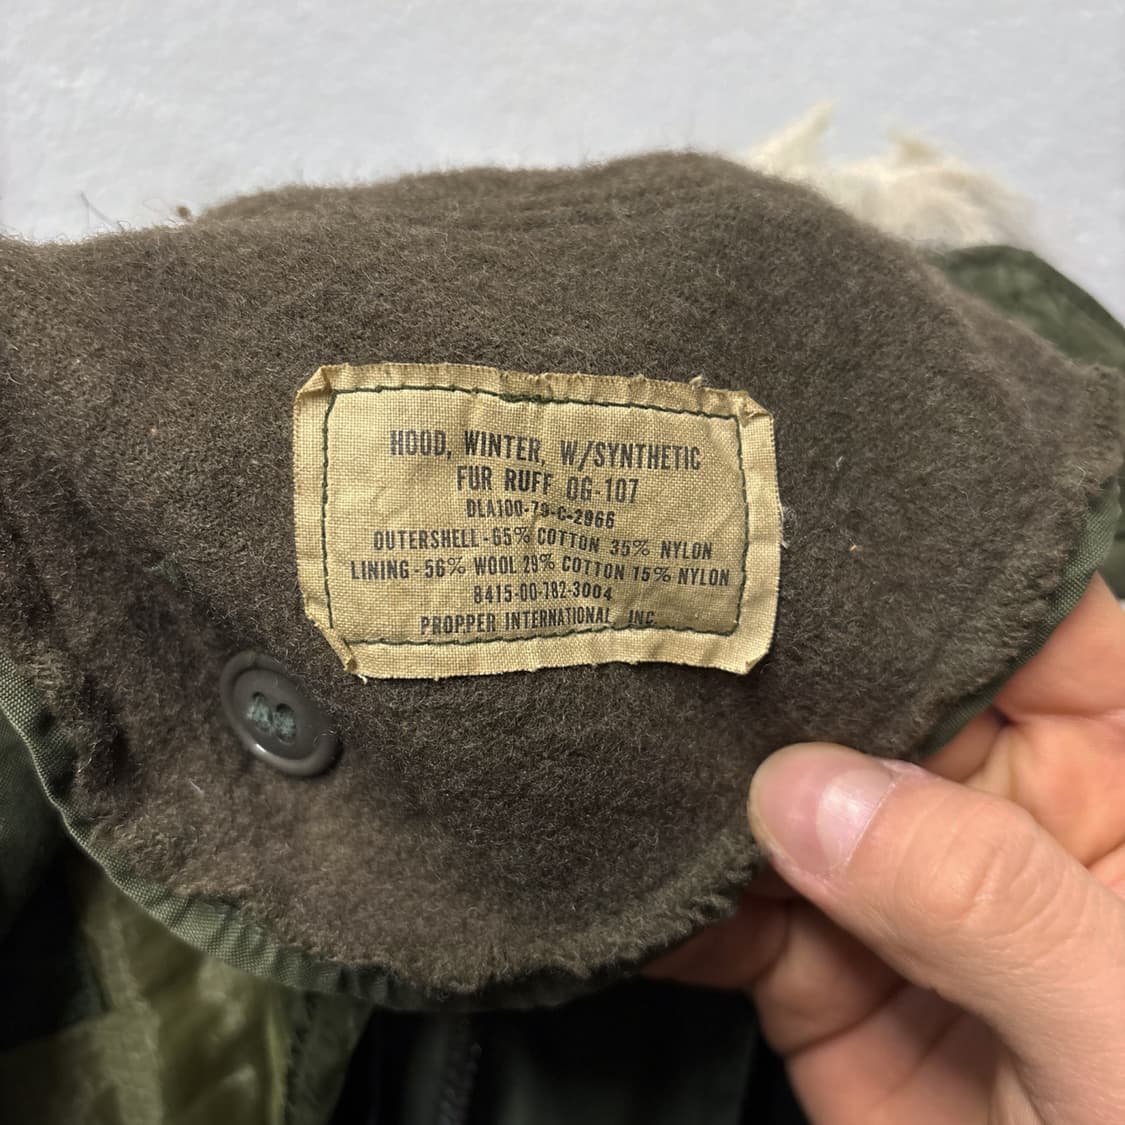 HOOD, WINTER, W/SYNTHETIC
FUR RUFF OG-107
DLA100-79-C-2966
OUTERSHELL-65% COTTON 35% NYLON
LINING-56% WOOL 29% COTTON 15% NYLON
8415-00-782-3004
PROPPER INTERNATIONAL, INC.